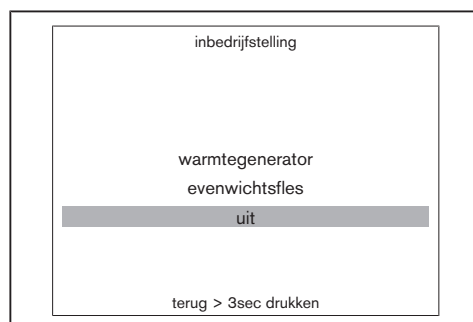 inbedrijfstelling
warmtegenerator
evenwichtsfles
uit
terug > 3sec drukken